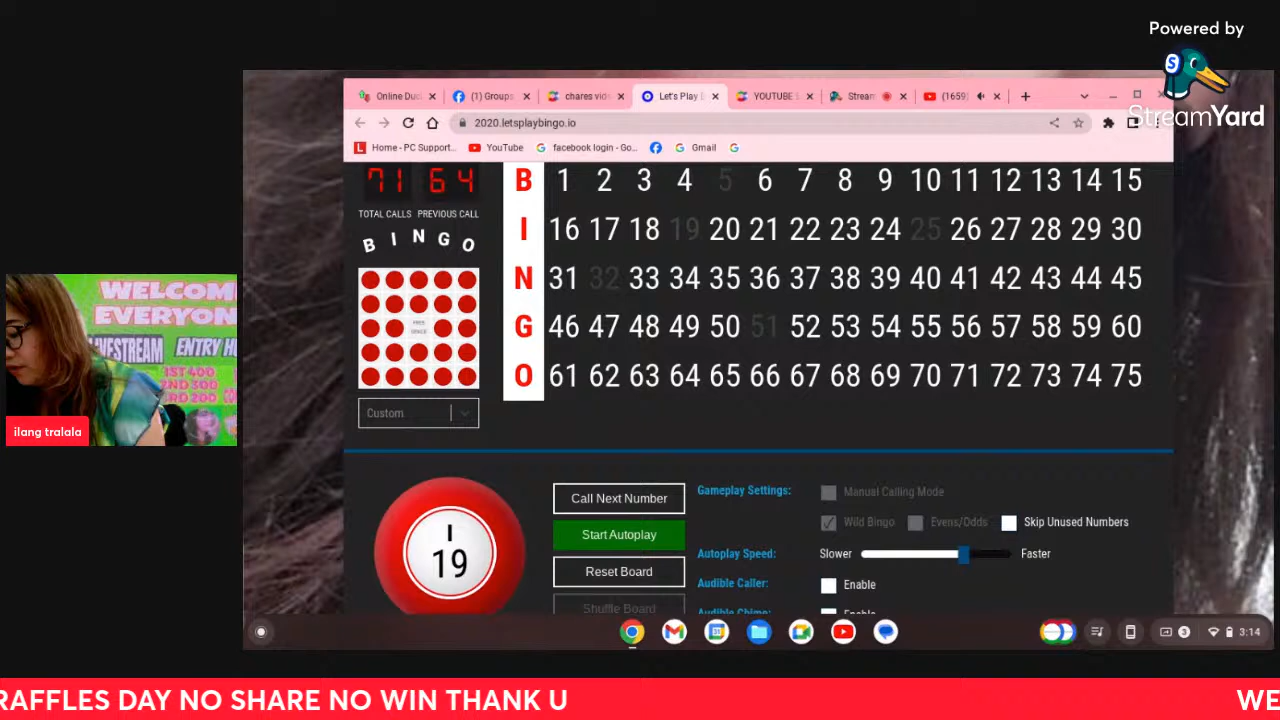 Powered by
StreamYard
Online Duc
(1) Groups
chares vid
Let's Play B
YOUTUBE L
Stream
(1659)
2020.letsplaybingo.io
Home - PC Support...
YouTube
facebook login - Go...
Gmail
71 64
TOTAL CALLS PREVIOUS CALL
B I N G O
FREE
SPACE
Custom
B 1 2 3 4 5 6 7 8 9 10 11 12 13 14 15
I 16 17 18 19 20 21 22 23 24 25 26 27 28 29 30
N 31 32 33 34 35 36 37 38 39 40 41 42 43 44 45
G 46 47 48 49 50 51 52 53 54 55 56 57 58 59 60
O 61 62 63 64 65 66 67 68 69 70 71 72 73 74 75
WELCOM
EVERYON
LIVESTREAM
ENTRY H
1ST 400
2ND 300
3RD 200
ilang tralala
I
19
Call Next Number
Start Autoplay
Reset Board
Shuffle Board
Gameplay Settings:
Manual Calling Mode
Wild Bingo
Evens/Odds
Skip Unused Numbers
Autoplay Speed:
Slower
Faster
Audible Caller:
Enable
Audible Chime:
Enable
31
3
3:14
RAFFLES DAY NO SHARE NO WIN THANK U
WE